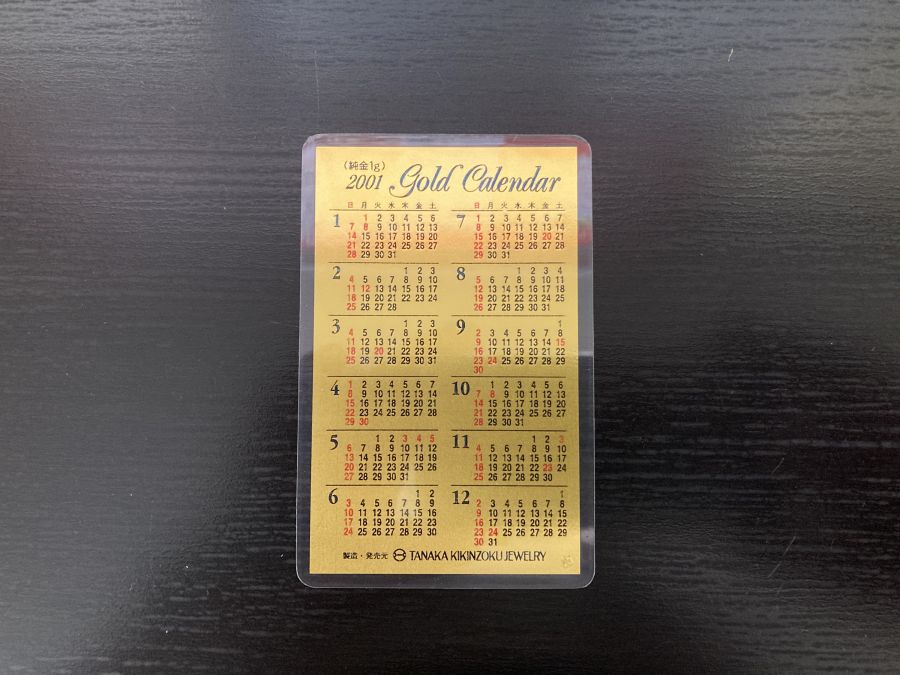 (純金1g)
2001 Gold Calendar
日 月 火 水 木 金 土
1
1 2 3 4 5 6
7 8 9 10 11 12 13
14 15 16 17 18 19 20
21 22 23 24 25 26 27
28 29 30 31
2
1 2 3
4 5 6 7 8 9 10
11 12 13 14 15 16 17
18 19 20 21 22 23 24
25 26 27 28
3
1 2 3
4 5 6 7 8 9 10
11 12 13 14 15 16 17
18 19 20 21 22 23 24
25 26 27 28 29 30 31
4
1 2 3 4 5 6 7
8 9 10 11 12 13 14
15 16 17 18 19 20 21
22 23 24 25 26 27 28
29 30
5
1 2 3 4 5
6 7 8 9 10 11 12
13 14 15 16 17 18 19
20 21 22 23 24 25 26
27 28 29 30 31
6
1 2
3 4 5 6 7 8 9
10 11 12 13 14 15 16
17 18 19 20 21 22 23
24 25 26 27 28 29 30
日 月 火 水 木 金 土
7
1 2 3 4 5 6 7
8 9 10 11 12 13 14
15 16 17 18 19 20 21
22 23 24 25 26 27 28
29 30 31
8
1 2 3 4
5 6 7 8 9 10 11
12 13 14 15 16 17 18
19 20 21 22 23 24 25
26 27 28 29 30 31
9
1
2 3 4 5 6 7 8
9 10 11 12 13 14 15
16 17 18 19 20 21 22
23 24 25 26 27 28 29
30
10
1 2 3 4 5 6
7 8 9 10 11 12 13
14 15 16 17 18 19 20
21 22 23 24 25 26 27
28 29 30 31
11
1 2 3
4 5 6 7 8 9 10
11 12 13 14 15 16 17
18 19 20 21 22 23 24
25 26 27 28 29 30
12
1
2 3 4 5 6 7 8
9 10 11 12 13 14 15
16 17 18 19 20 21 22
23 24 25 26 27 28 29
30 31
製造・発売元 TANAKA KIKINZOKU JEWELRY